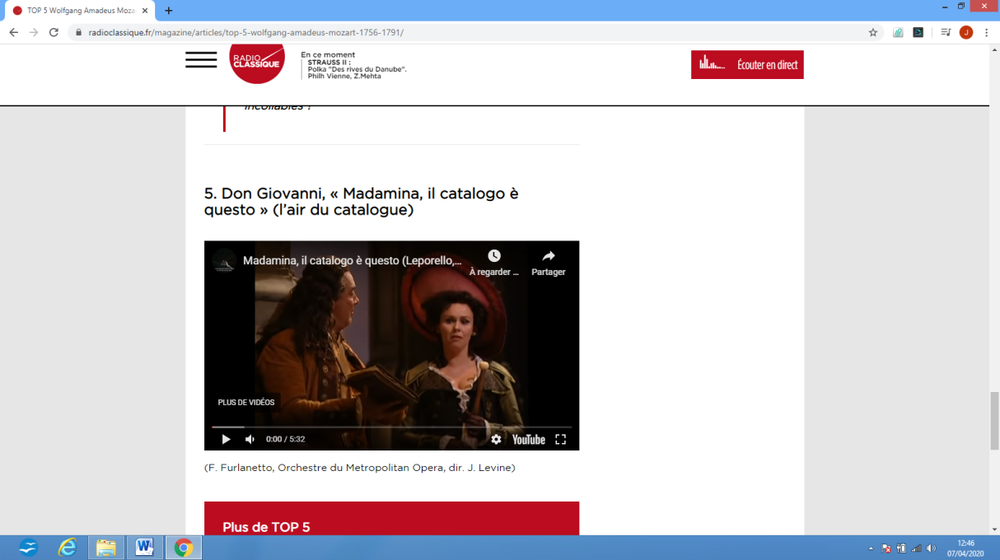 TOP 5 Wolfgang Amadeus Moza
radioclassique.fr/magazine/articles/top-5-wolfgang-amadeus-mozart-1756-1791/
J
RADIO
CLASSIQUE
En ce moment
STRAUSS II :
Polka "Des rives du Danube".
Philh Vienne, Z.Mehta
Écouter en direct
incollables ?
5. Don Giovanni, « Madamina, il catalogo è
questo » (l'air du catalogue)
Madamina, il catalogo è questo (Leporello,...
À regarder ...
Partager
PLUS DE VIDÉOS
0:00 / 5:32
YouTube
(F. Furlanetto, Orchestre du Metropolitan Opera, dir. J. Levine)
Plus de TOP 5
W
12:46
07/04/2020